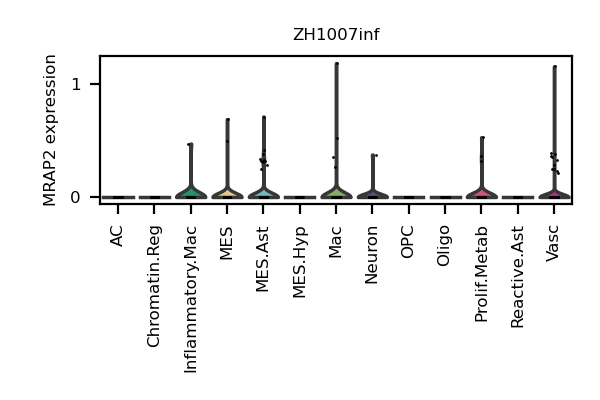 ZH1007inf
MRAP2 expression
1
0
AC
Chromatin.Reg
Inflammatory.Mac
MES
MES.Ast
MES.Hyp
Mac
Neuron
OPC
Oligo
Prolif.Metab
Reactive.Ast
Vasc